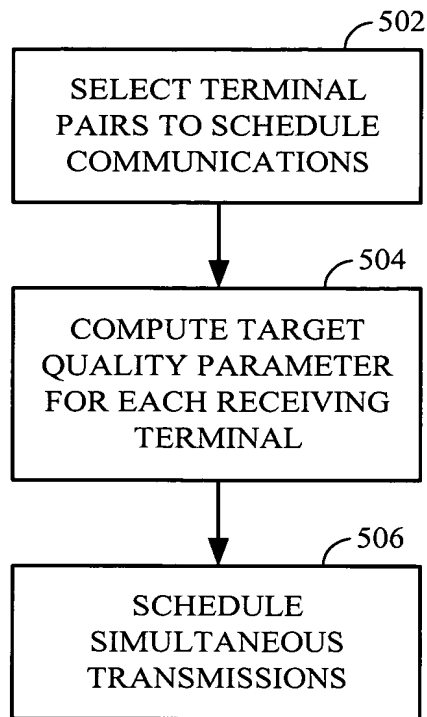 502
SELECT TERMINAL
PAIRS TO SCHEDULE
COMMUNICATIONS
504
COMPUTE TARGET
QUALITY PARAMETER
FOR EACH RECEIVING
TERMINAL
506
SCHEDULE
SIMULTANEOUS
TRANSMISSIONS